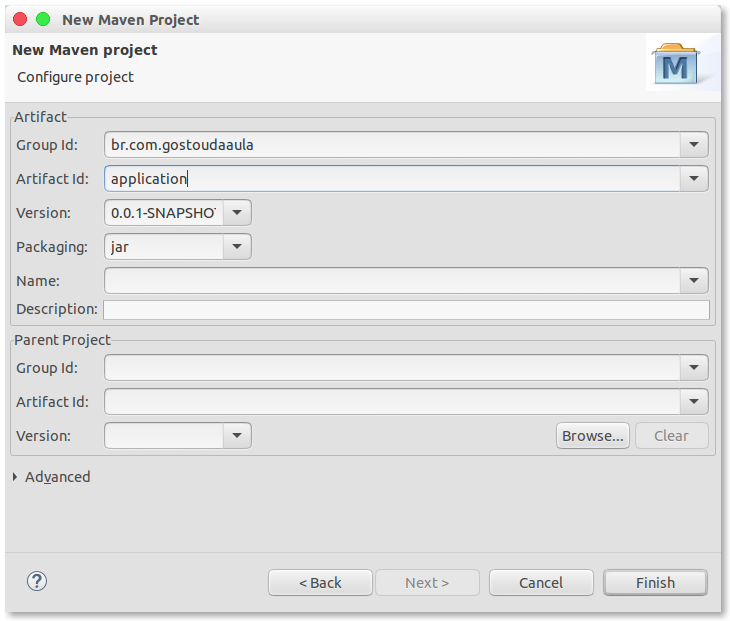 New Maven Project
New Maven project
Configure project
M
Artifact
Group Id: br.com.gostoudaaula
Artifact Id: application
Version: 0.0.1-SNAPSHOT
Packaging: jar
Name:
Description:
Parent Project
Group Id:
Artifact Id:
Version: Browse... Clear
Advanced
? < Back Next > Cancel Finish